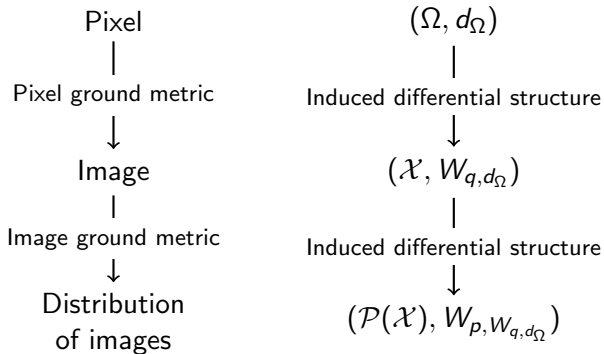 Pixel
(Ω, d_Ω)
Pixel ground metric
Induced differential structure
Image
(𝒳, W_{q,d_Ω})
Image ground metric
Induced differential structure
Distribution
of images
(𝒫(𝒳), W_{p,W_{q,d_Ω}})